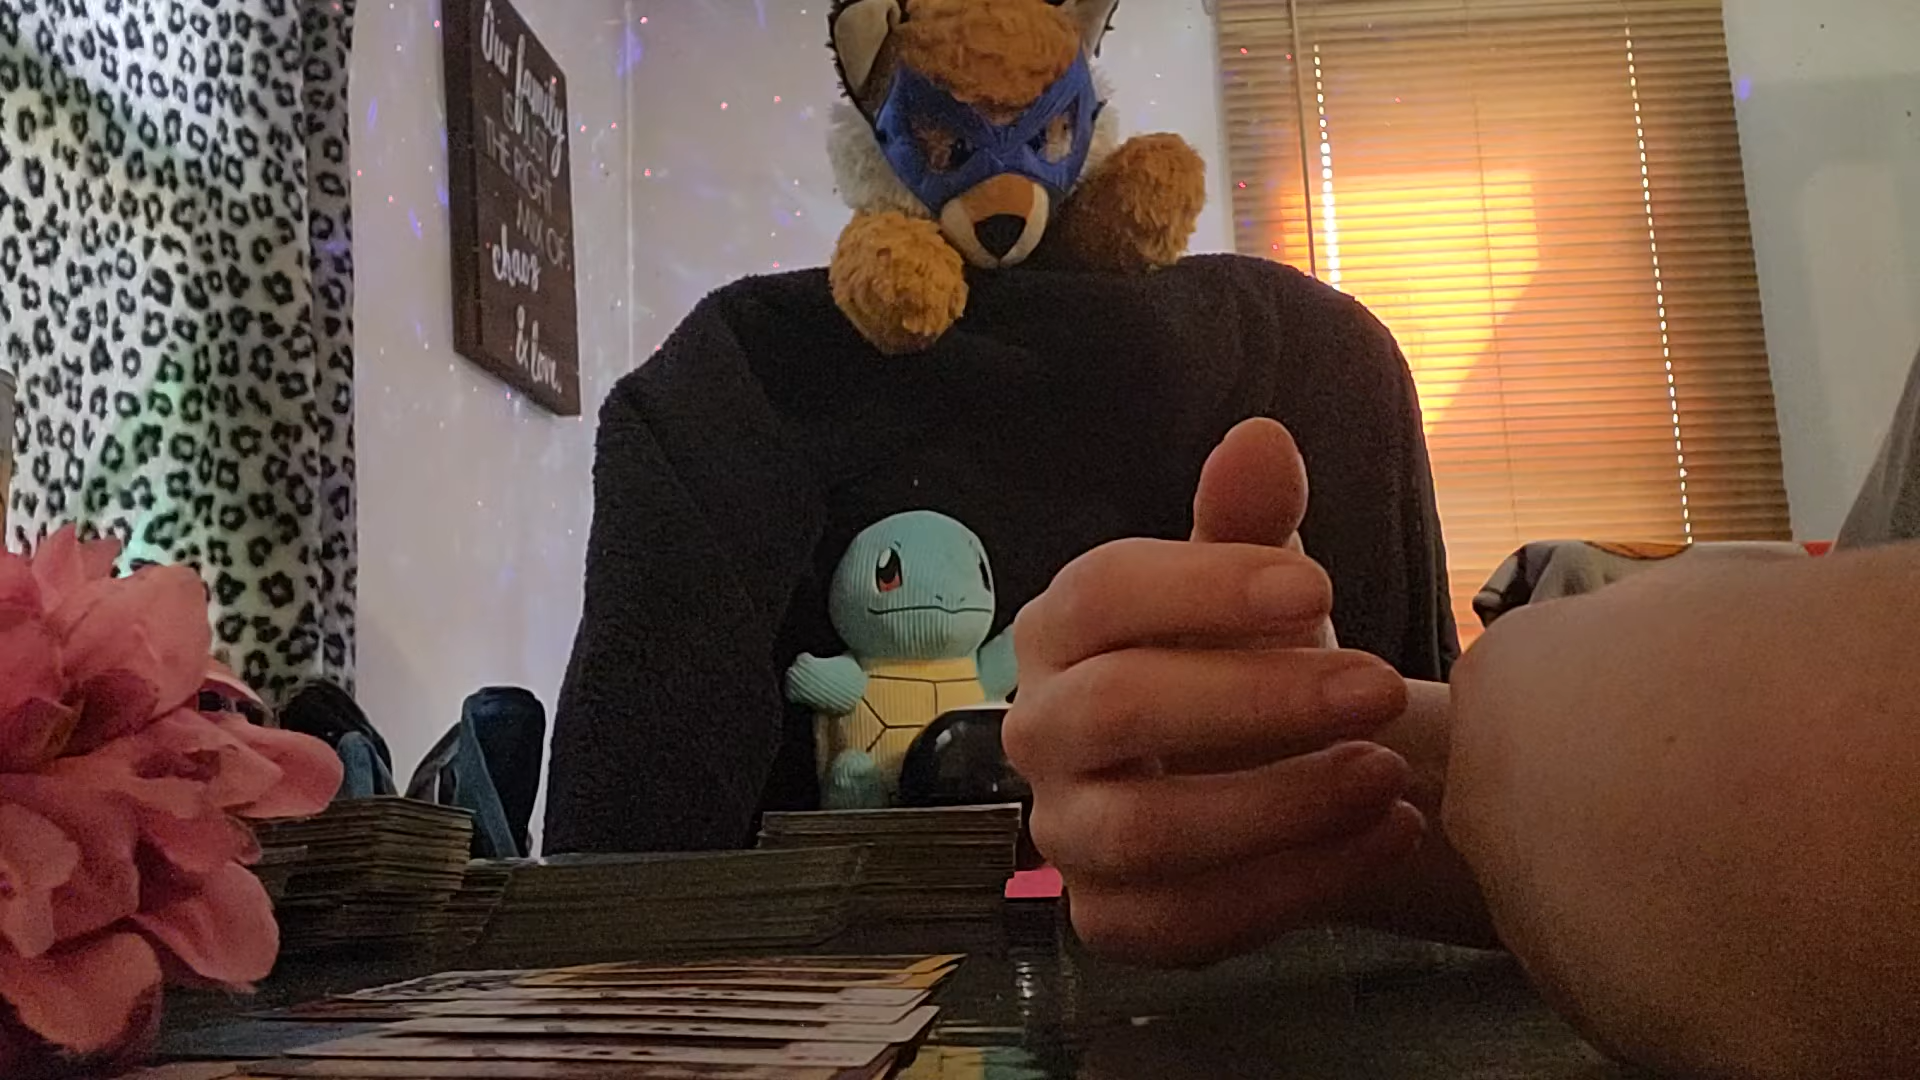 Our family
IS JUST
THE RIGHT
MIX OF
chaos
& love.